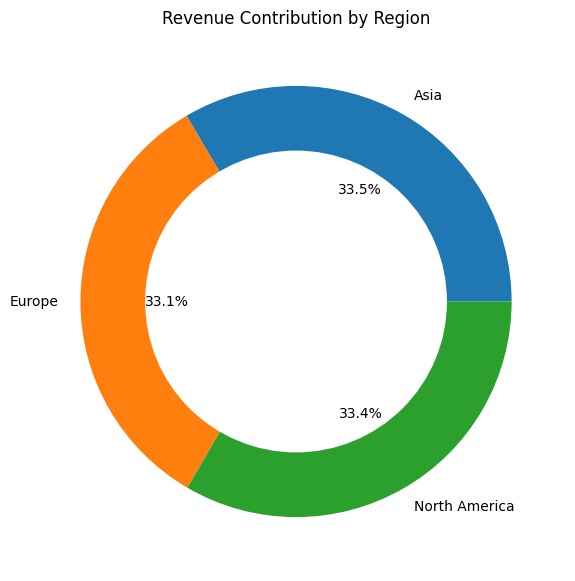 Revenue Contribution by Region
Asia
33.5%
Europe
33.1%
33.4%
North America